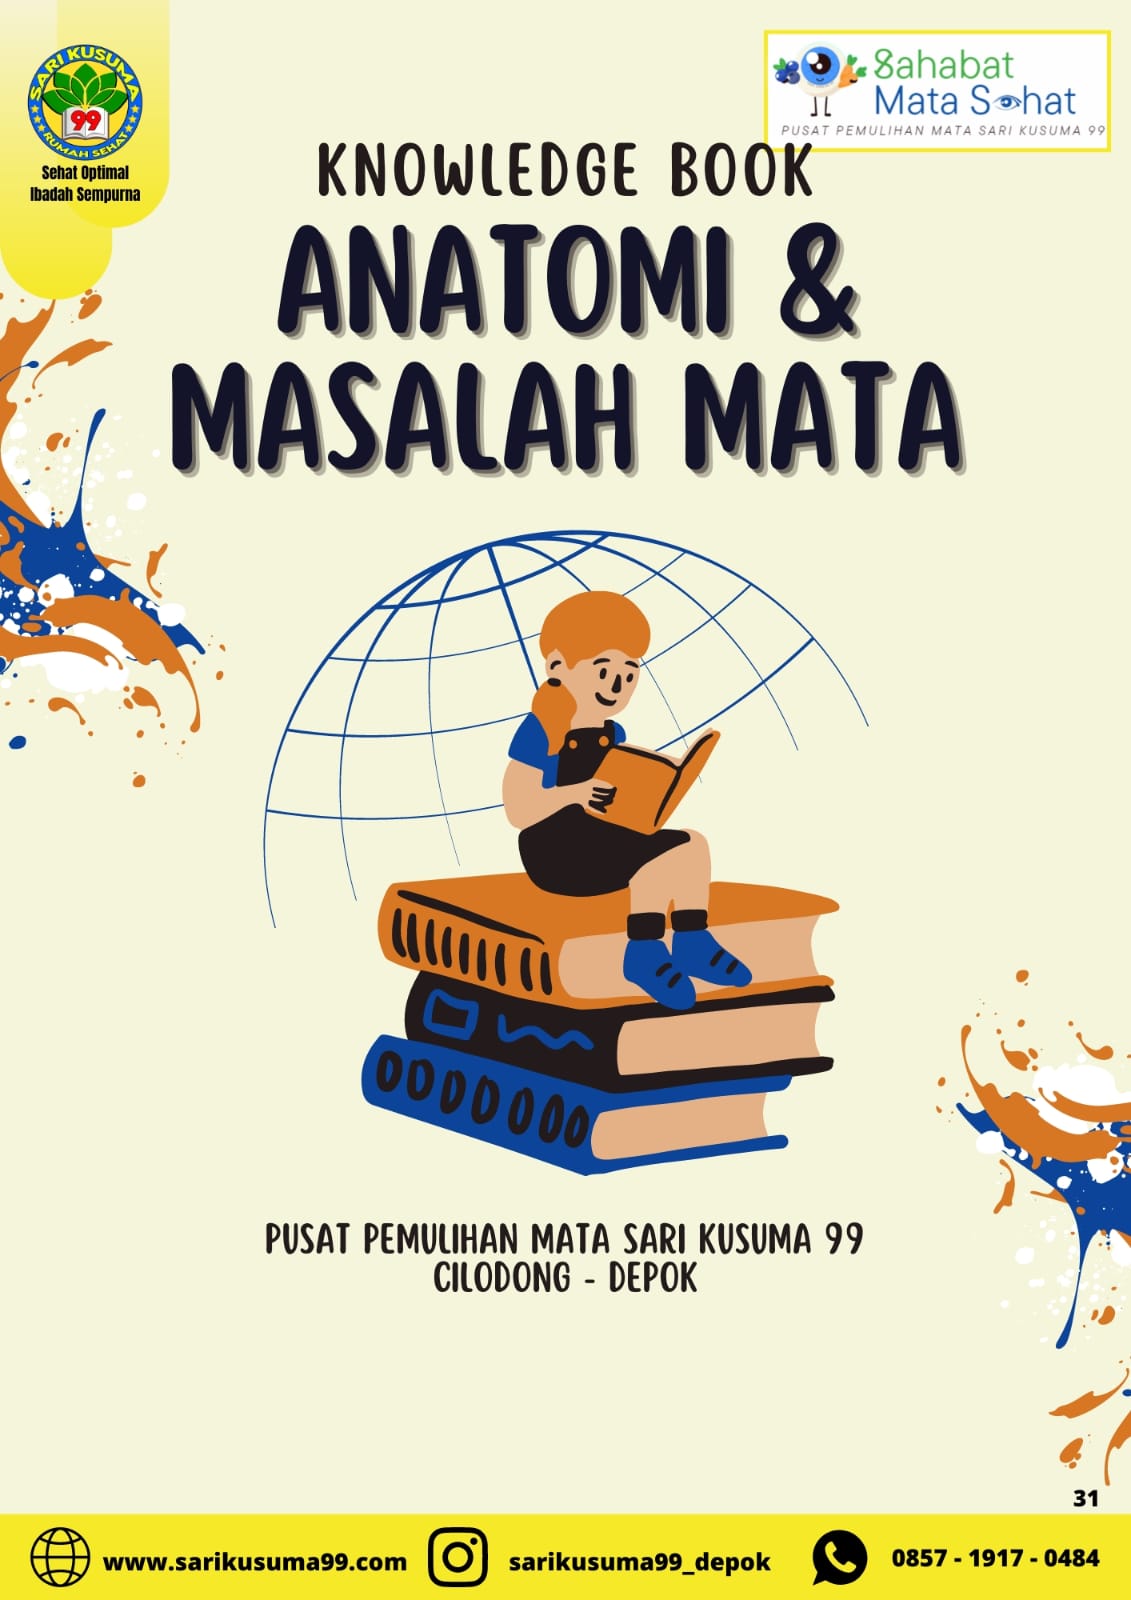 SARI KUSUMA
99
RUMAH SEHAT
Sehat Optimal
Ibadah Sempurna
Sahabat
Mata Sehat
PUSAT PEMULIHAN MATA SARI KUSUMA 99
KNOWLEDGE BOOK
ANATOMI &
MASALAH MATA
PUSAT PEMULIHAN MATA SARI KUSUMA 99
CILODONG - DEPOK
31
www.sarikusuma99.com
sarikusuma99_depok
0857 - 1917 - 0484